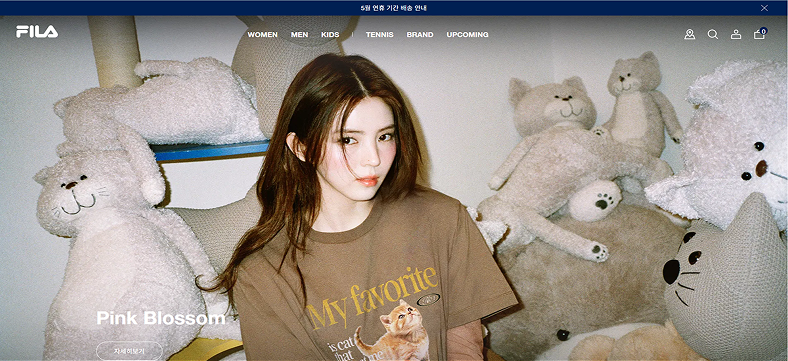 5월 연휴 기간 배송 안내
FILA
WOMEN MEN KIDS | TENNIS BRAND UPCOMING
0
My favorite
is cat
that
Pink Blossom
자세히보기